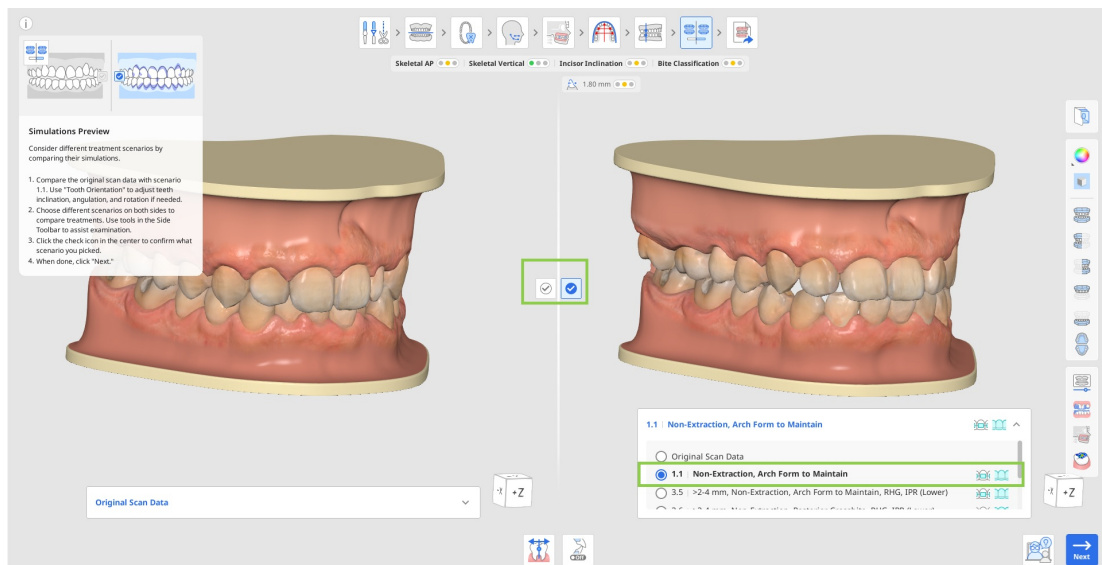 Skeletal AP
Skeletal Vertical
Incisor Inclination
Bite Classification
1.80 mm
Simulations Preview
Consider different treatment scenarios by
comparing their simulations.
1. Compare the original scan data with scenario
1.1. Use "Tooth Orientation" to adjust teeth
inclination, angulation, and rotation if needed.
2. Choose different scenarios on both sides to
compare treatments. Use tools in the Side
Toolbar to assist examination.
3. Click the check icon in the center to confirm what
scenario you picked.
4. When done, click "Next."
1.1 Non-Extraction, Arch Form to Maintain
Original Scan Data
1.1 Non-Extraction, Arch Form to Maintain
3.5 >2-4 mm, Non-Extraction, Arch Form to Maintain, RHG, IPR (Lower)
Original Scan Data
+Z
+Z
OFF
Next